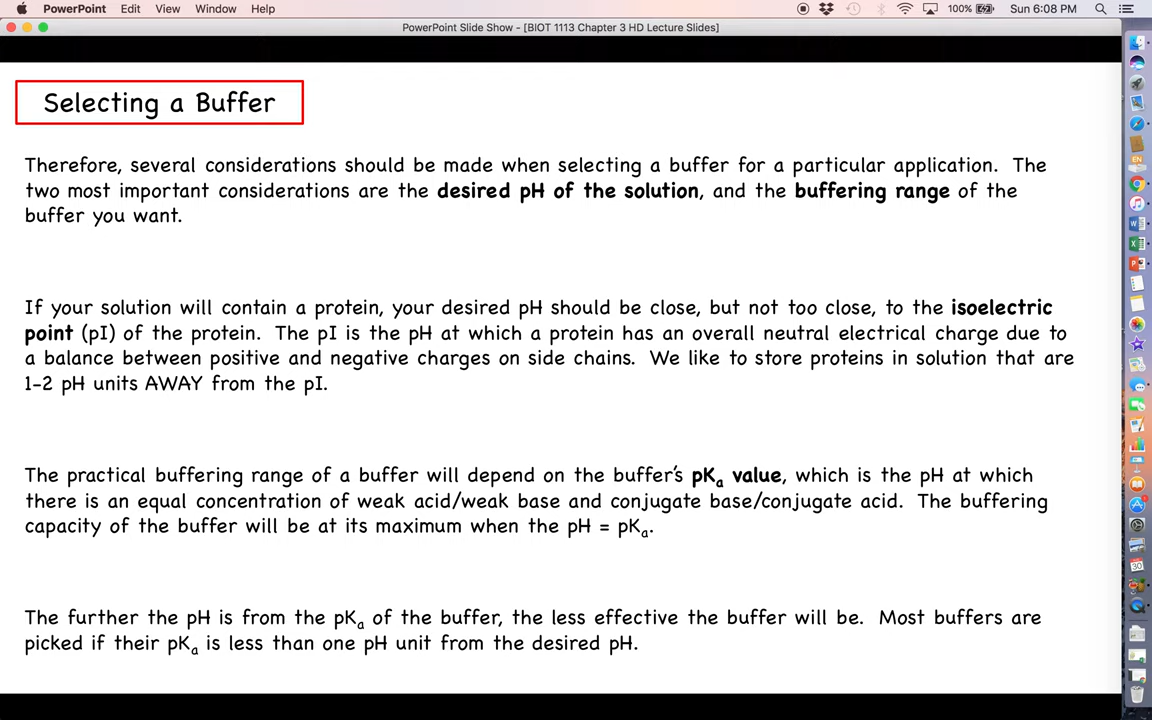 PowerPoint Edit View Window Help 100% Sun 6:08 PM
PowerPoint Slide Show - [BIOT 1113 Chapter 3 HD Lecture Slides]
Selecting a Buffer
Therefore, several considerations should be made when selecting a buffer for a particular application. The
two most important considerations are the desired pH of the solution, and the buffering range of the
buffer you want.
If your solution will contain a protein, your desired pH should be close, but not too close, to the isoelectric
point (pI) of the protein. The pI is the pH at which a protein has an overall neutral electrical charge due to
a balance between positive and negative charges on side chains. We like to store proteins in solution that are
1-2 pH units AWAY from the pI.
The practical buffering range of a buffer will depend on the buffer's pKₐ value, which is the pH at which
there is an equal concentration of weak acid/weak base and conjugate base/conjugate acid. The buffering
capacity of the buffer will be at its maximum when the pH = pKₐ.
The further the pH is from the pKₐ of the buffer, the less effective the buffer will be. Most buffers are
picked if their pKₐ is less than one pH unit from the desired pH.